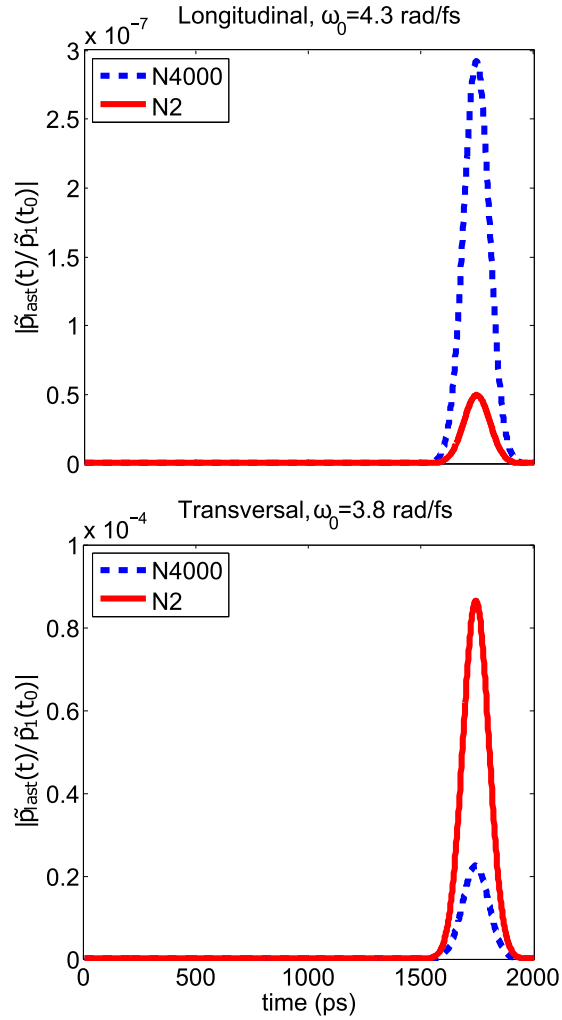 Longitudinal, ω₀=4.3 rad/fs
x 10⁻⁷
3
2.5
2
1.5
1
0.5
0
|p̃last(t)/p̃₁(t₀)|
N4000
N2
Transversal, ω₀=3.8 rad/fs
x 10⁻⁴
1
0.8
0.6
0.4
0.2
0
|p̃last(t)/p̃₁(t₀)|
N4000
N2
0 500 1000 1500 2000
time (ps)